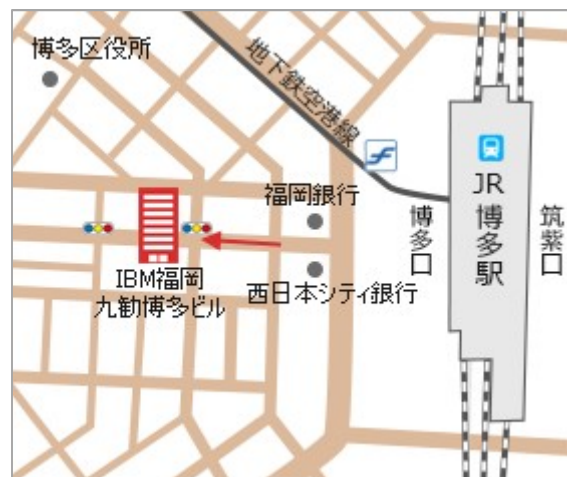 博多区役所
地下鉄空港線
福岡銀行
JR
博多駅
博多口
筑紫口
IBM福岡
九勧博多ビル
西日本シティ銀行